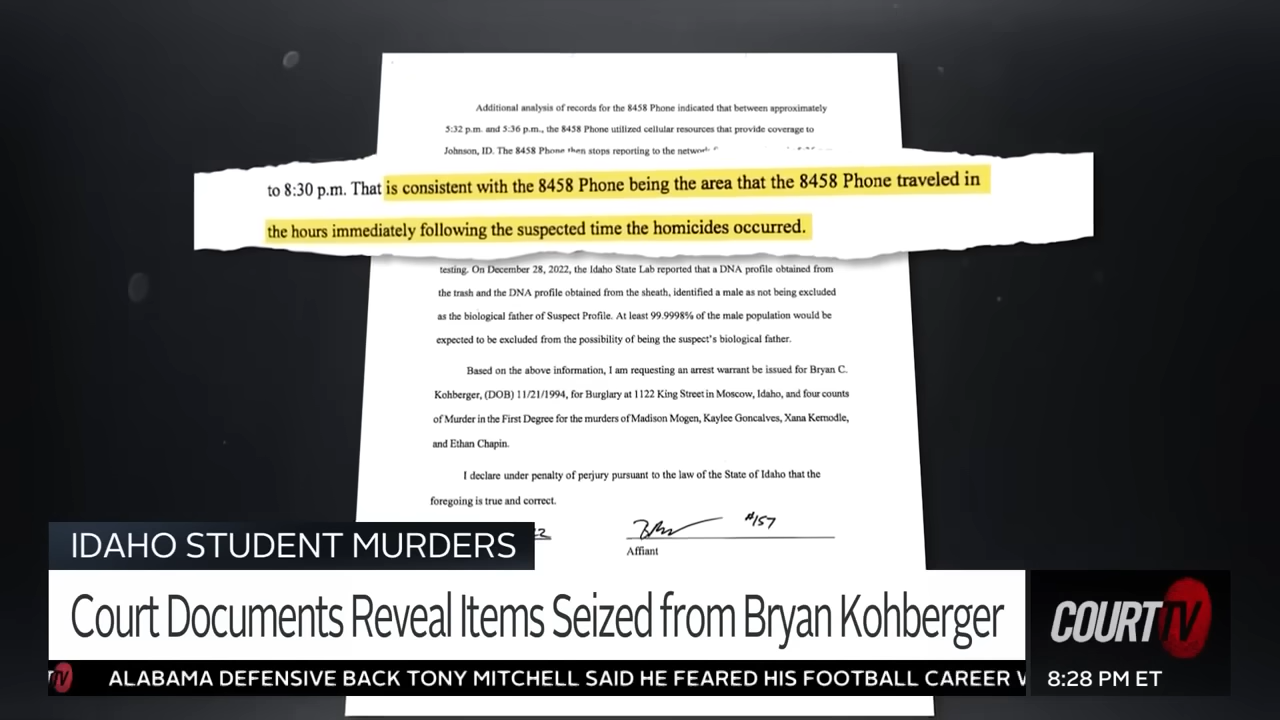 Additional analysis of records for the 8458 Phone indicated that between approximately
5:32 p.m. and 5:36 p.m., the 8458 Phone utilized cellular resources that provide coverage to
Johnson, ID. The 8458 Phone then stops reporting to the network
to 8:30 p.m. That is consistent with the 8458 Phone being the area that the 8458 Phone traveled in
the hours immediately following the suspected time the homicides occurred.
testing. On December 28, 2022, the Idaho State Lab reported that a DNA profile obtained from
the trash and the DNA profile obtained from the sheath, identified a male as not being excluded
as the biological father of Suspect Profile. At least 99.9998% of the male population would be
expected to be excluded from the possibility of being the suspect's biological father.
Based on the above information, I am requesting an arrest warrant be issued for Bryan C.
Kohberger, (DOB) 11/21/1994, for Burglary at 1122 King Street in Moscow, Idaho, and four counts
of Murder in the First Degree for the murders of Madison Mogen, Kaylee Goncalves, Xana Kernodle,
and Ethan Chapin.
I declare under penalty of perjury pursuant to the law of the State of Idaho that the
foregoing is true and correct.
#157
Affiant
IDAHO STUDENT MURDERS
Court Documents Reveal Items Seized from Bryan Kohberger
COURT TV
TV ALABAMA DEFENSIVE BACK TONY MITCHELL SAID HE FEARED HIS FOOTBALL CAREER
8:28 PM ET